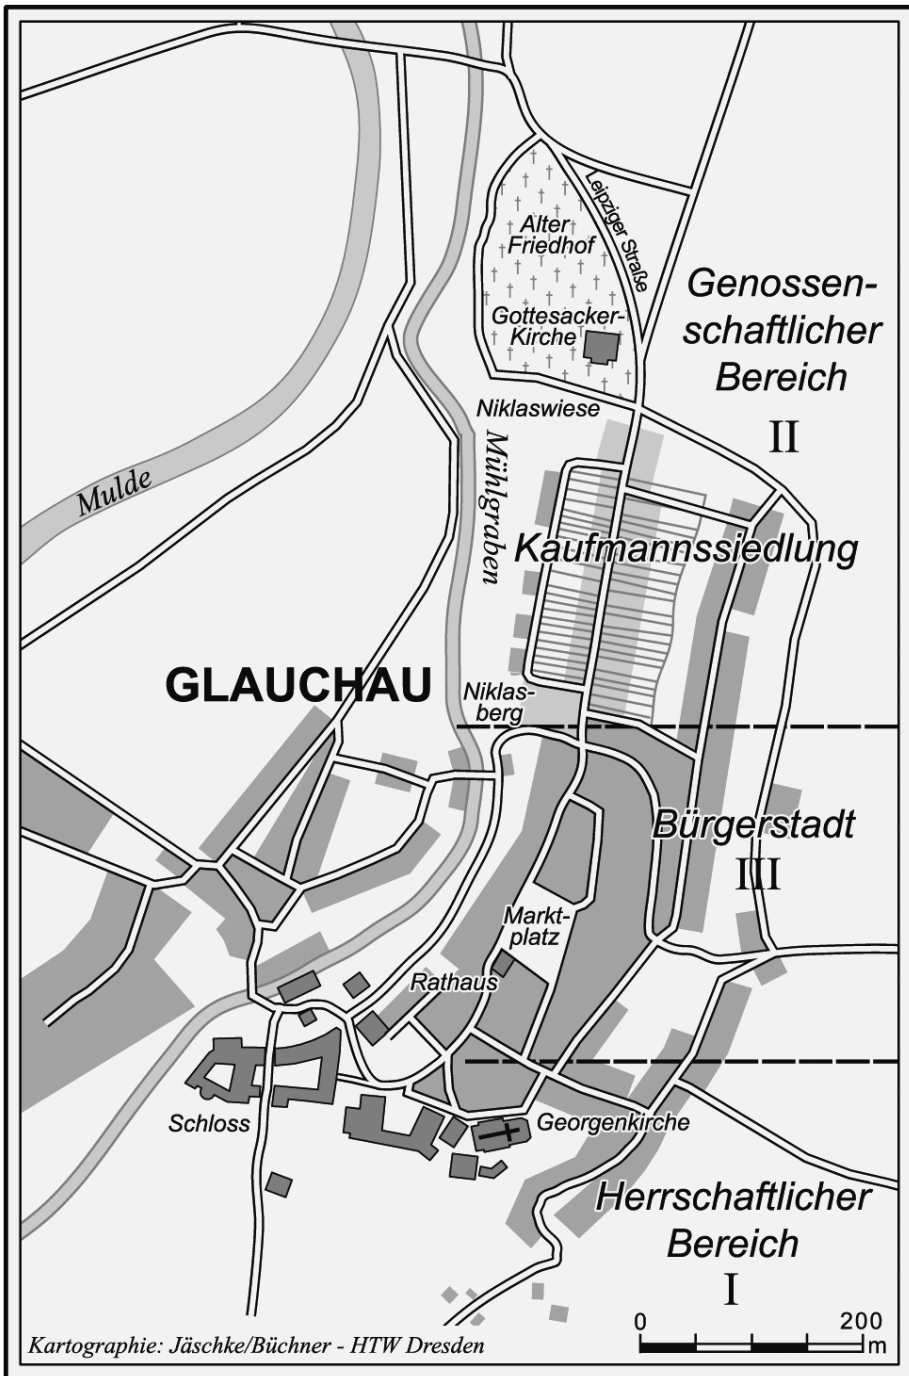 Leipziger Straße
Alter
Friedhof
Gottesacker-
Kirche
Genossen-
schaftlicher
Bereich
II
Niklaswiese
Mulde
Mühlgraben
Kaufmannssiedlung
GLAUCHAU
Niklas-
berg
Bürgerstadt
III
Markt-
platz
Rathaus
Schloss
Georgenkirche
Herrschaftlicher
Bereich
I
0 200
m
Kartographie: Jäschke/Büchner - HTW Dresden